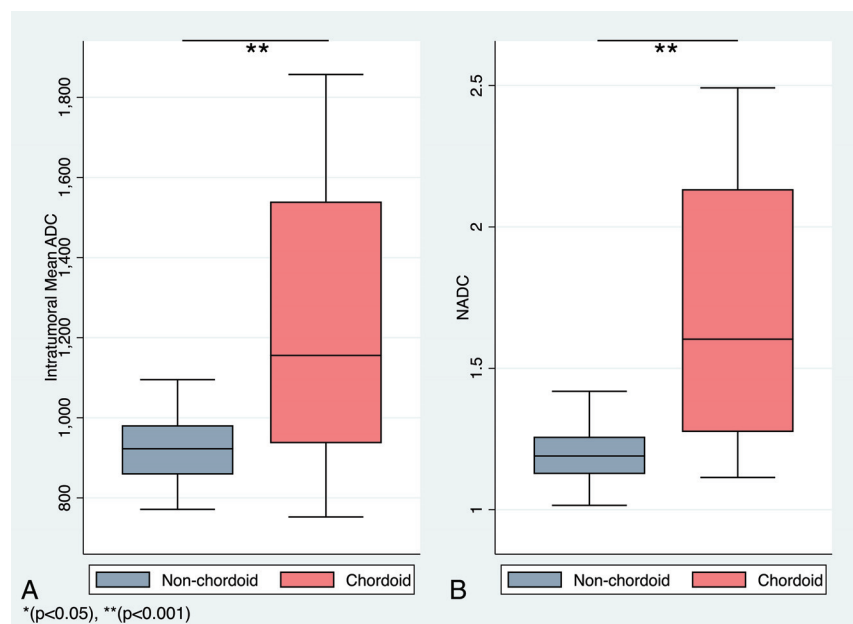 **
Intratumoral Mean ADC
1,800
1,600
1,400
1,200
1,000
800
Non-chordoid
Chordoid
A
**
NADC
2.5
2
1.5
1
Non-chordoid
Chordoid
B
*(p<0.05), **(p<0.001)